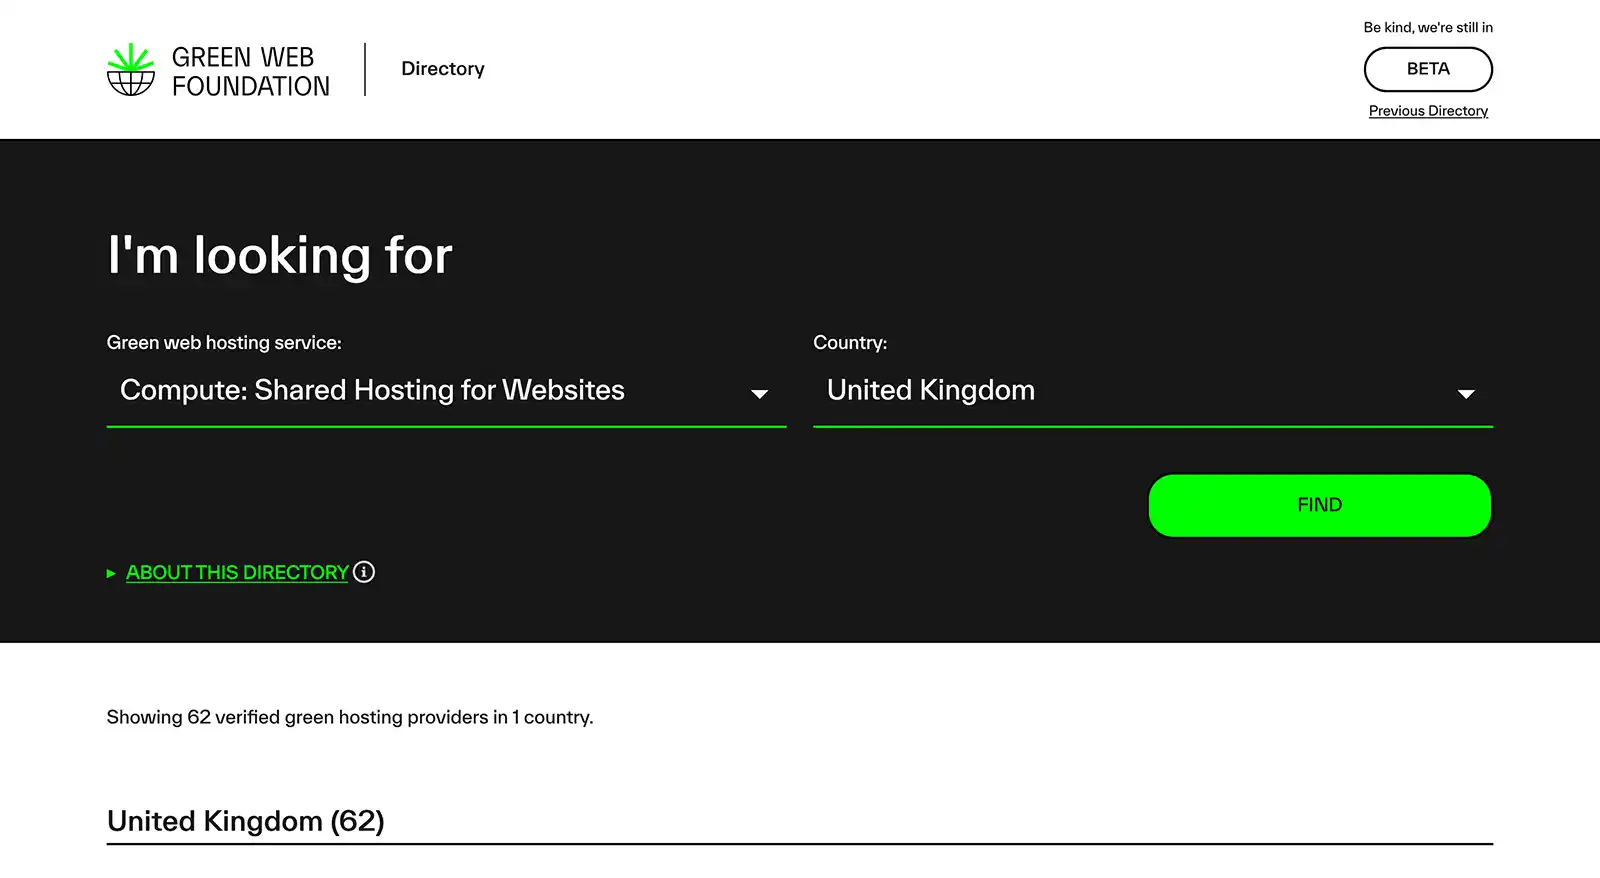 GREEN WEB
FOUNDATION
Directory
Be kind, we're still in
BETA
Previous Directory
I'm looking for
Green web hosting service:
Compute: Shared Hosting for Websites
Country:
United Kingdom
FIND
ABOUT THIS DIRECTORY
Showing 62 verified green hosting providers in 1 country.
United Kingdom (62)